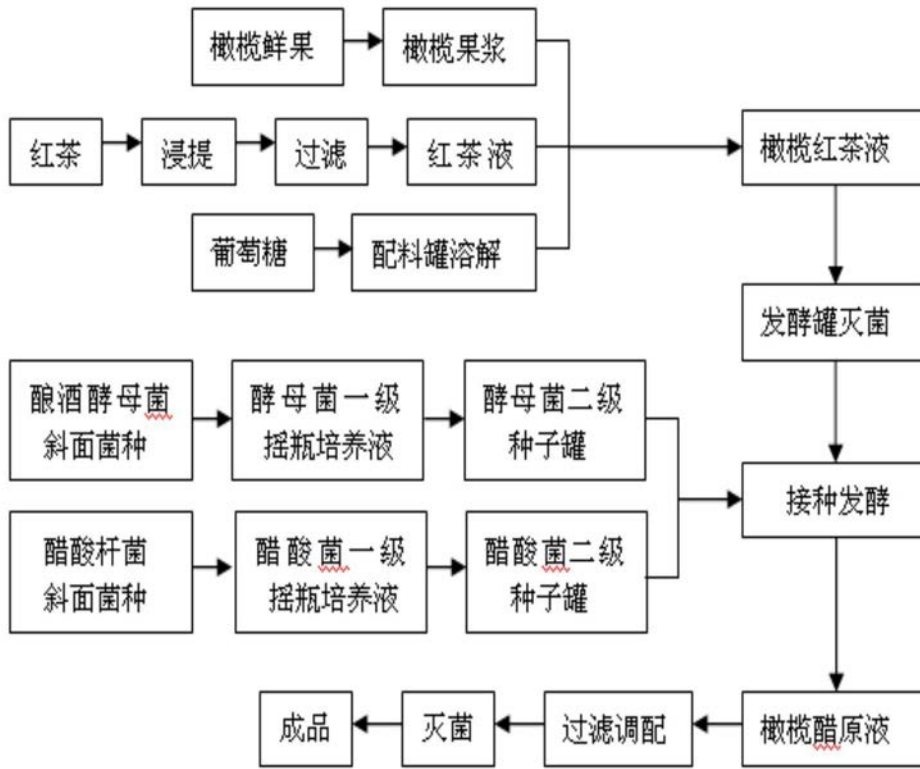 橄榄鲜果
橄榄果浆
红茶
浸提
过滤
红茶液
橄榄红茶液
葡萄糖
配料罐溶解
发酵罐灭菌
酿酒酵母菌
斜面菌种
酵母菌一级
摇瓶培养液
酵母菌二级
种子罐
接种发酵
醋酸杆菌
斜面菌种
醋酸菌一级
摇瓶培养液
醋酸菌二级
种子罐
成品
灭菌
过滤调配
橄榄醋原液